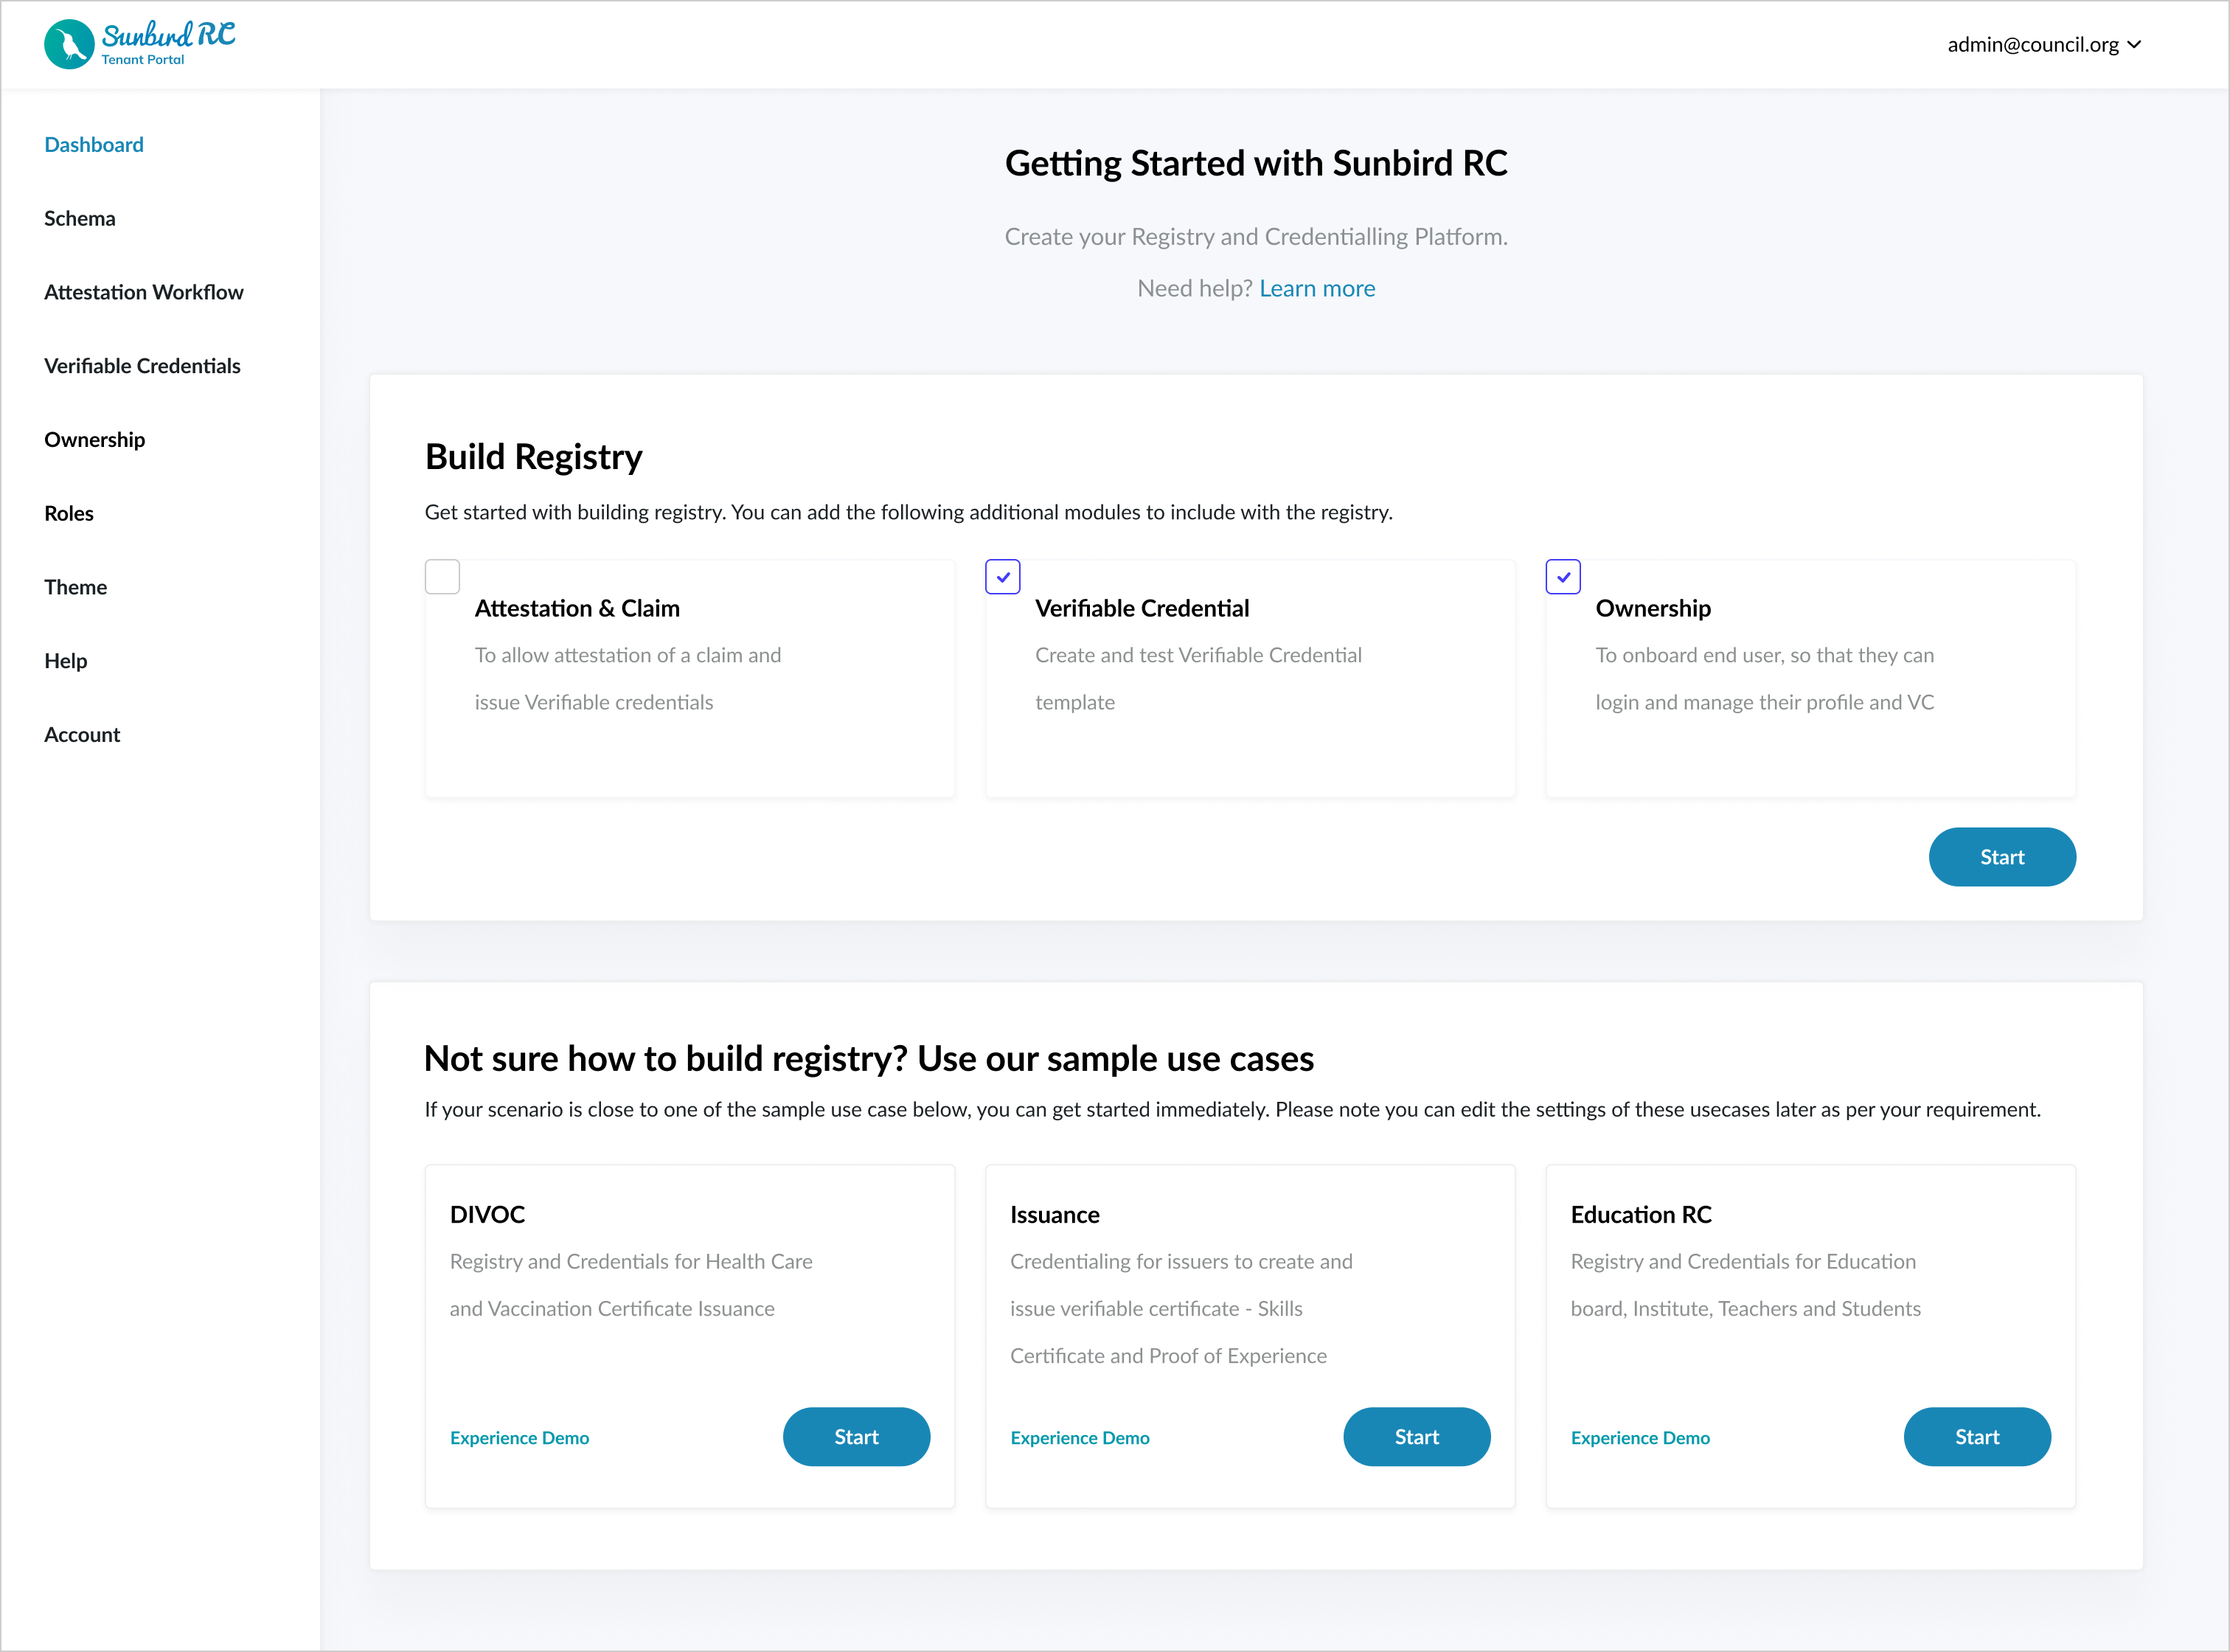 Sunbird RC
Tenant Portal
admin@council.org
Dashboard
Schema
Attestation Workflow
Verifiable Credentials
Ownership
Roles
Theme
Help
Account
Getting Started with Sunbird RC
Create your Registry and Credentialling Platform.
Need help? Learn more
Build Registry
Get started with building registry. You can add the following additional modules to include with the registry.
Attestation & Claim
To allow attestation of a claim and
issue Verifiable credentials
Verifiable Credential
Create and test Verifiable Credential
template
Ownership
To onboard end user, so that they can
login and manage their profile and VC
Start
Not sure how to build registry? Use our sample use cases
If your scenario is close to one of the sample use case below, you can get started immediately. Please note you can edit the settings of these usecases later as per your requirement.
DIVOC
Registry and Credentials for Health Care
and Vaccination Certificate Issuance
Experience Demo
Start
Issuance
Credentialing for issuers to create and
issue verifiable certificate - Skills
Certificate and Proof of Experience
Experience Demo
Start
Education RC
Registry and Credentials for Education
board, Institute, Teachers and Students
Experience Demo
Start